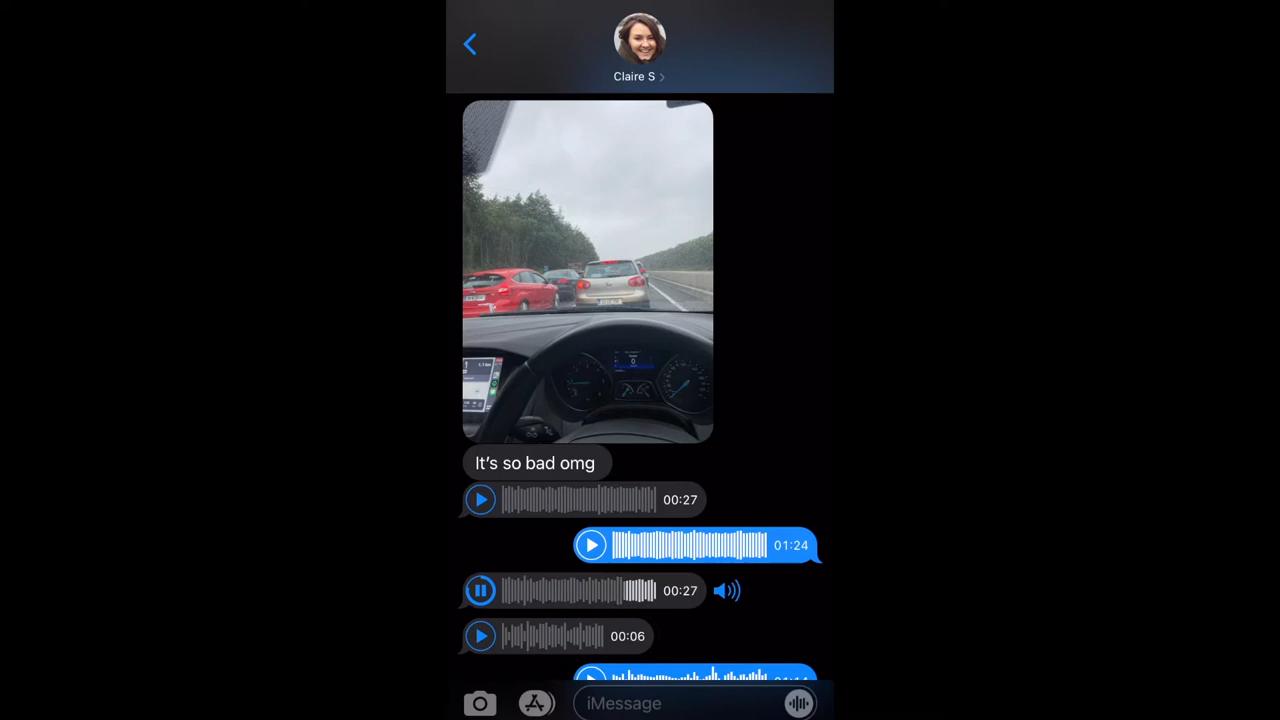 Claire S
It’s so bad omg
00:27
01:24
00:27
00:06
iMessage